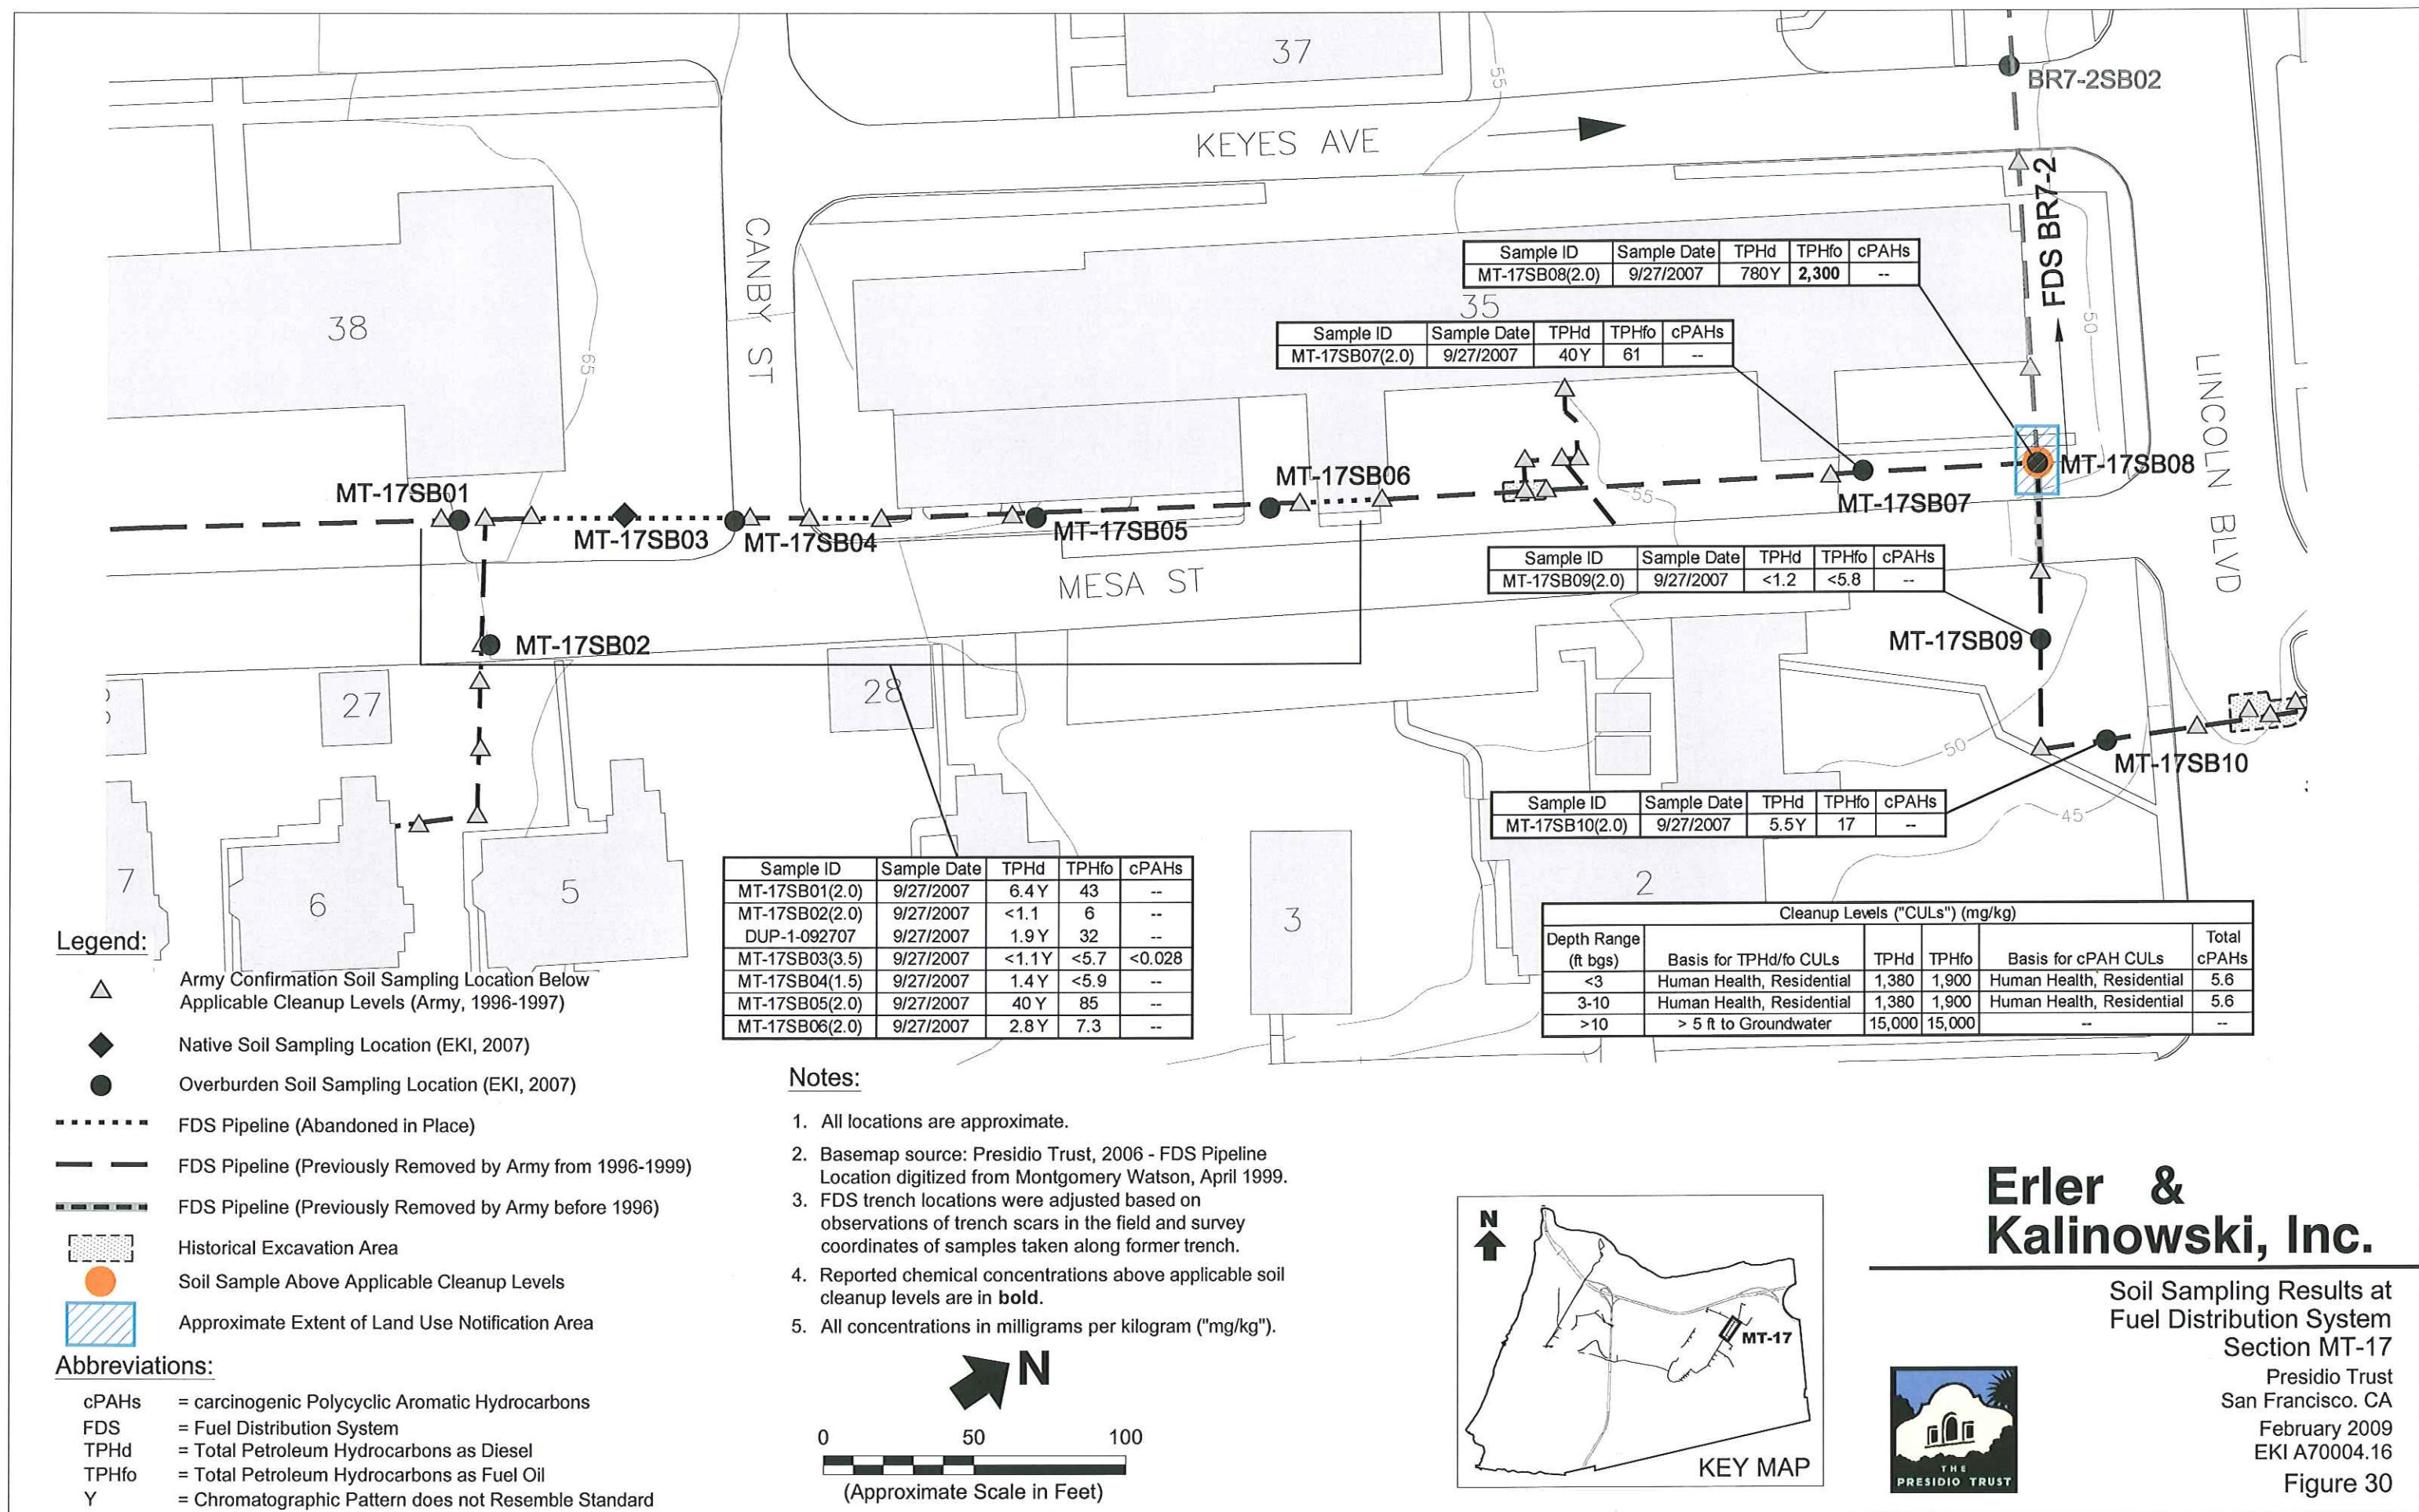 37
BR7-2SB02
55
KEYES AVE
FDS BR7-2
CANBY ST
38
65
Sample ID Sample Date TPHd TPHfo cPAHs
MT-17SB08(2.0) 9/27/2007 780Y 2,300 --
35
50
Sample ID Sample Date TPHd TPHfo cPAHs
MT-17SB07(2.0) 9/27/2007 40Y 61 --
LINCOLN BLVD
MT-17SB01
MT-17SB03
MT-17SB04
MT-17SB05
MT-17SB06
55
MT-17SB07
MT-17SB08
MESA ST
Sample ID Sample Date TPHd TPHfo cPAHs
MT-17SB09(2.0) 9/27/2007 <1.2 <5.8 --
MT-17SB02
MT-17SB09
27
28
50
MT-17SB10
45
Sample ID Sample Date TPHd TPHfo cPAHs
MT-17SB10(2.0) 9/27/2007 5.5Y 17 --
7
6
5
3
2
Sample ID Sample Date TPHd TPHfo cPAHs
MT-17SB01(2.0) 9/27/2007 6.4Y 43 --
MT-17SB02(2.0) 9/27/2007 <1.1 6 --
DUP-1-092707 9/27/2007 1.9Y 32 --
MT-17SB03(3.5) 9/27/2007 <1.1Y <5.7 <0.028
MT-17SB04(1.5) 9/27/2007 1.4Y <5.9 --
MT-17SB05(2.0) 9/27/2007 40 Y 85 --
MT-17SB06(2.0) 9/27/2007 2.8Y 7.3 --
Cleanup Levels ("CULs") (mg/kg)
Depth Range (ft bgs) Basis for TPHd/fo CULs TPHd TPHfo Basis for cPAH CULs Total cPAHs
<3 Human Health, Residential 1,380 1,900 Human Health, Residential 5.6
3-10 Human Health, Residential 1,380 1,900 Human Health, Residential 5.6
>10 > 5 ft to Groundwater 15,000 15,000 -- --
Legend:
Army Confirmation Soil Sampling Location Below
Applicable Cleanup Levels (Army, 1996-1997)
Native Soil Sampling Location (EKI, 2007)
Overburden Soil Sampling Location (EKI, 2007)
FDS Pipeline (Abandoned in Place)
FDS Pipeline (Previously Removed by Army from 1996-1999)
FDS Pipeline (Previously Removed by Army before 1996)
Historical Excavation Area
Soil Sample Above Applicable Cleanup Levels
Approximate Extent of Land Use Notification Area
Abbreviations:
cPAHs = carcinogenic Polycyclic Aromatic Hydrocarbons
FDS = Fuel Distribution System
TPHd = Total Petroleum Hydrocarbons as Diesel
TPHfo = Total Petroleum Hydrocarbons as Fuel Oil
Y = Chromatographic Pattern does not Resemble Standard
Notes:
1. All locations are approximate.
2. Basemap source: Presidio Trust, 2006 - FDS Pipeline
Location digitized from Montgomery Watson, April 1999.
3. FDS trench locations were adjusted based on
observations of trench scars in the field and survey
coordinates of samples taken along former trench.
4. Reported chemical concentrations above applicable soil
cleanup levels are in bold.
5. All concentrations in milligrams per kilogram ("mg/kg").
N
0 50 100
(Approximate Scale in Feet)
N
MT-17
KEY MAP
Erler &
Kalinowski, Inc.
Soil Sampling Results at
Fuel Distribution System
Section MT-17
Presidio Trust
San Francisco. CA
February 2009
EKI A70004.16
Figure 30
THE
PRESIDIO TRUST